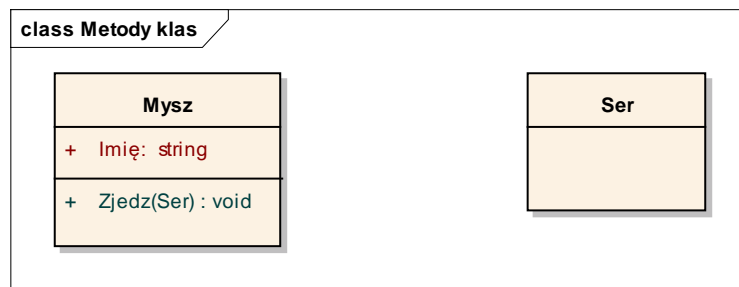 class Metody klas
Mysz
+ Imię: string
+ Zjedz(Ser) : void
Ser